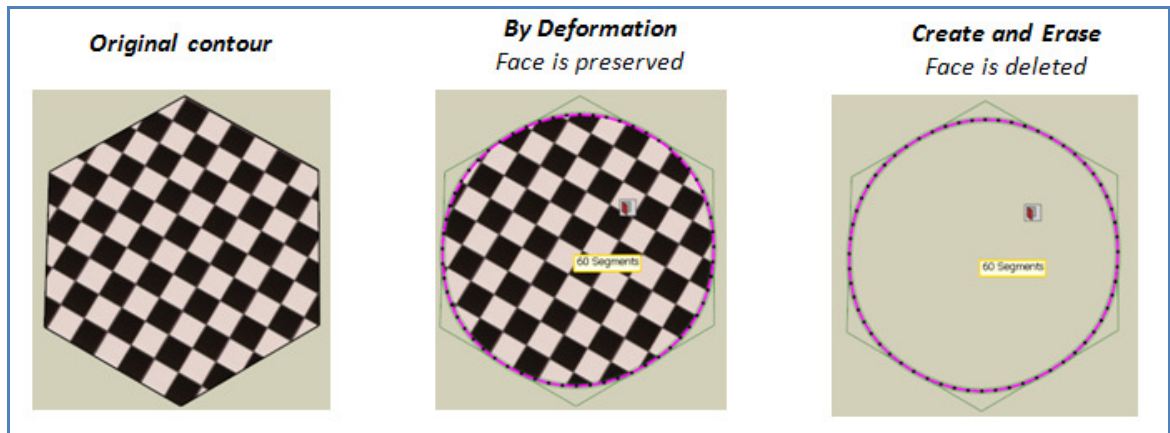 Original contour
By Deformation
Face is preserved
60 Segments
Create and Erase
Face is deleted
60 Segments